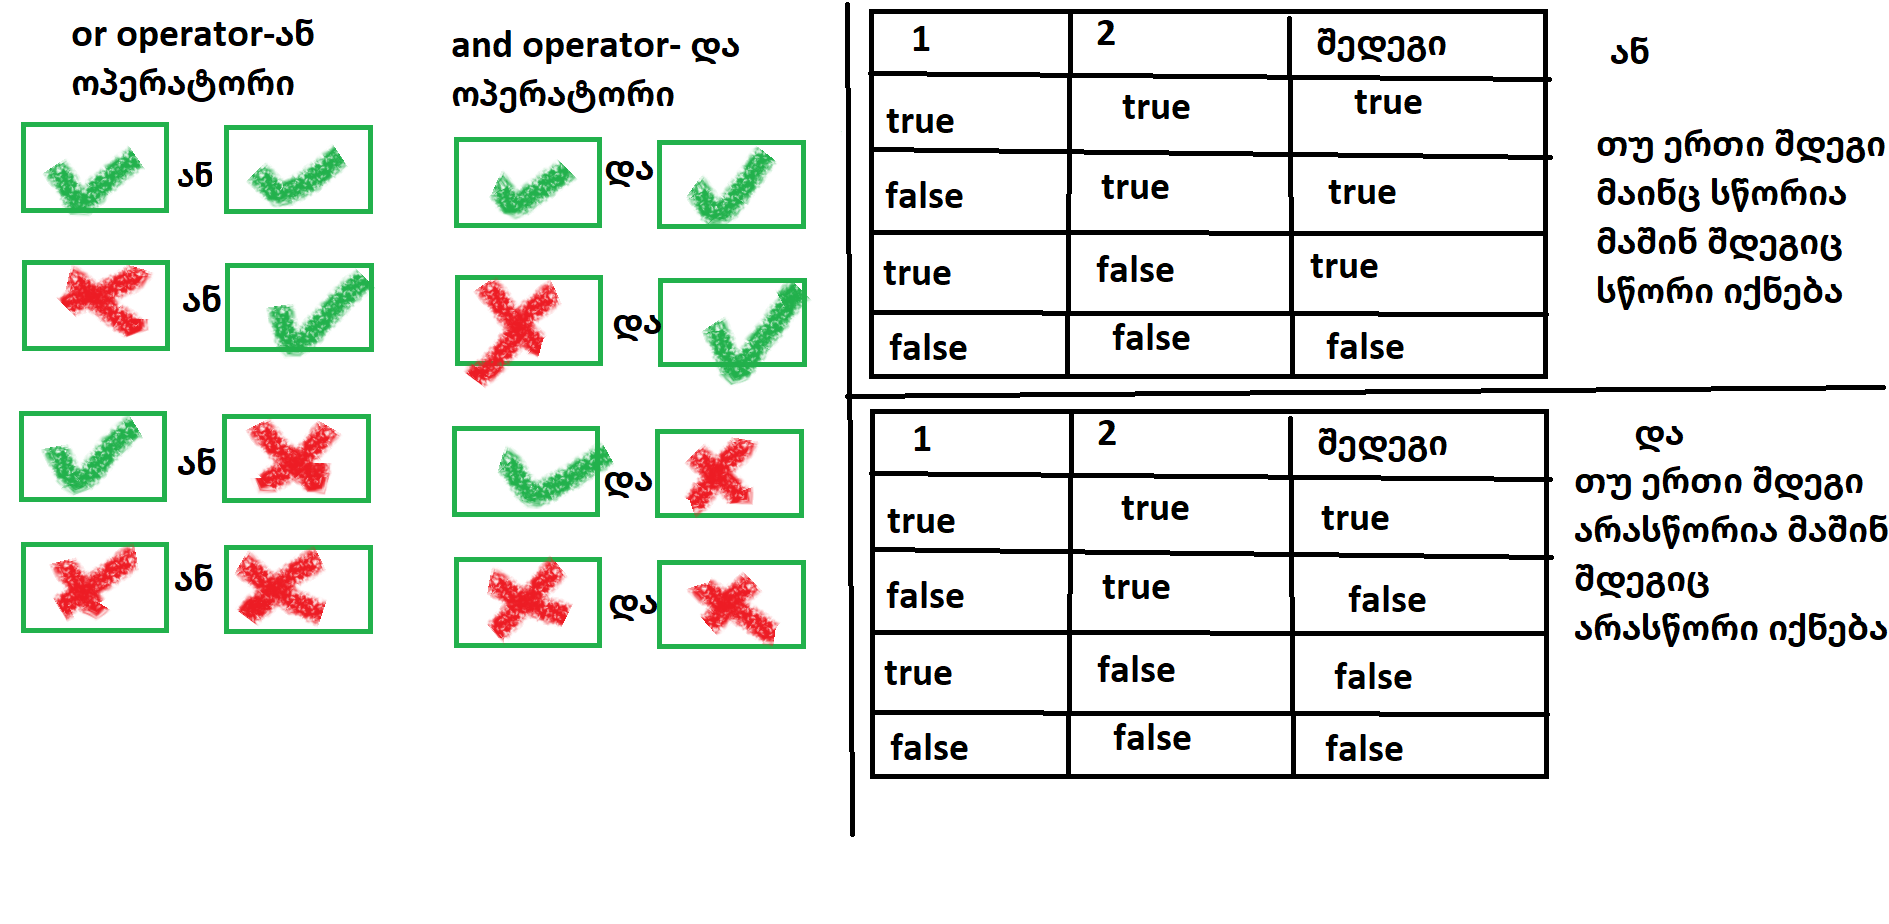 or operator-ან
ოპერატორი
ან
ან
ან
ან
and operator- და
ოპერატორი
და
და
და
და
1 2 შედეგი
true true true
false true true
true false true
false false false
ან
თუ ერთი შდეგი
მაინც სწორია
მაშინ შდეგიც
სწორი იქნება
1 2 შედეგი
true true true
false true false
true false false
false false false
და
თუ ერთი შდეგი
არასწორია მაშინ
შდეგიც
არასწორი იქნება